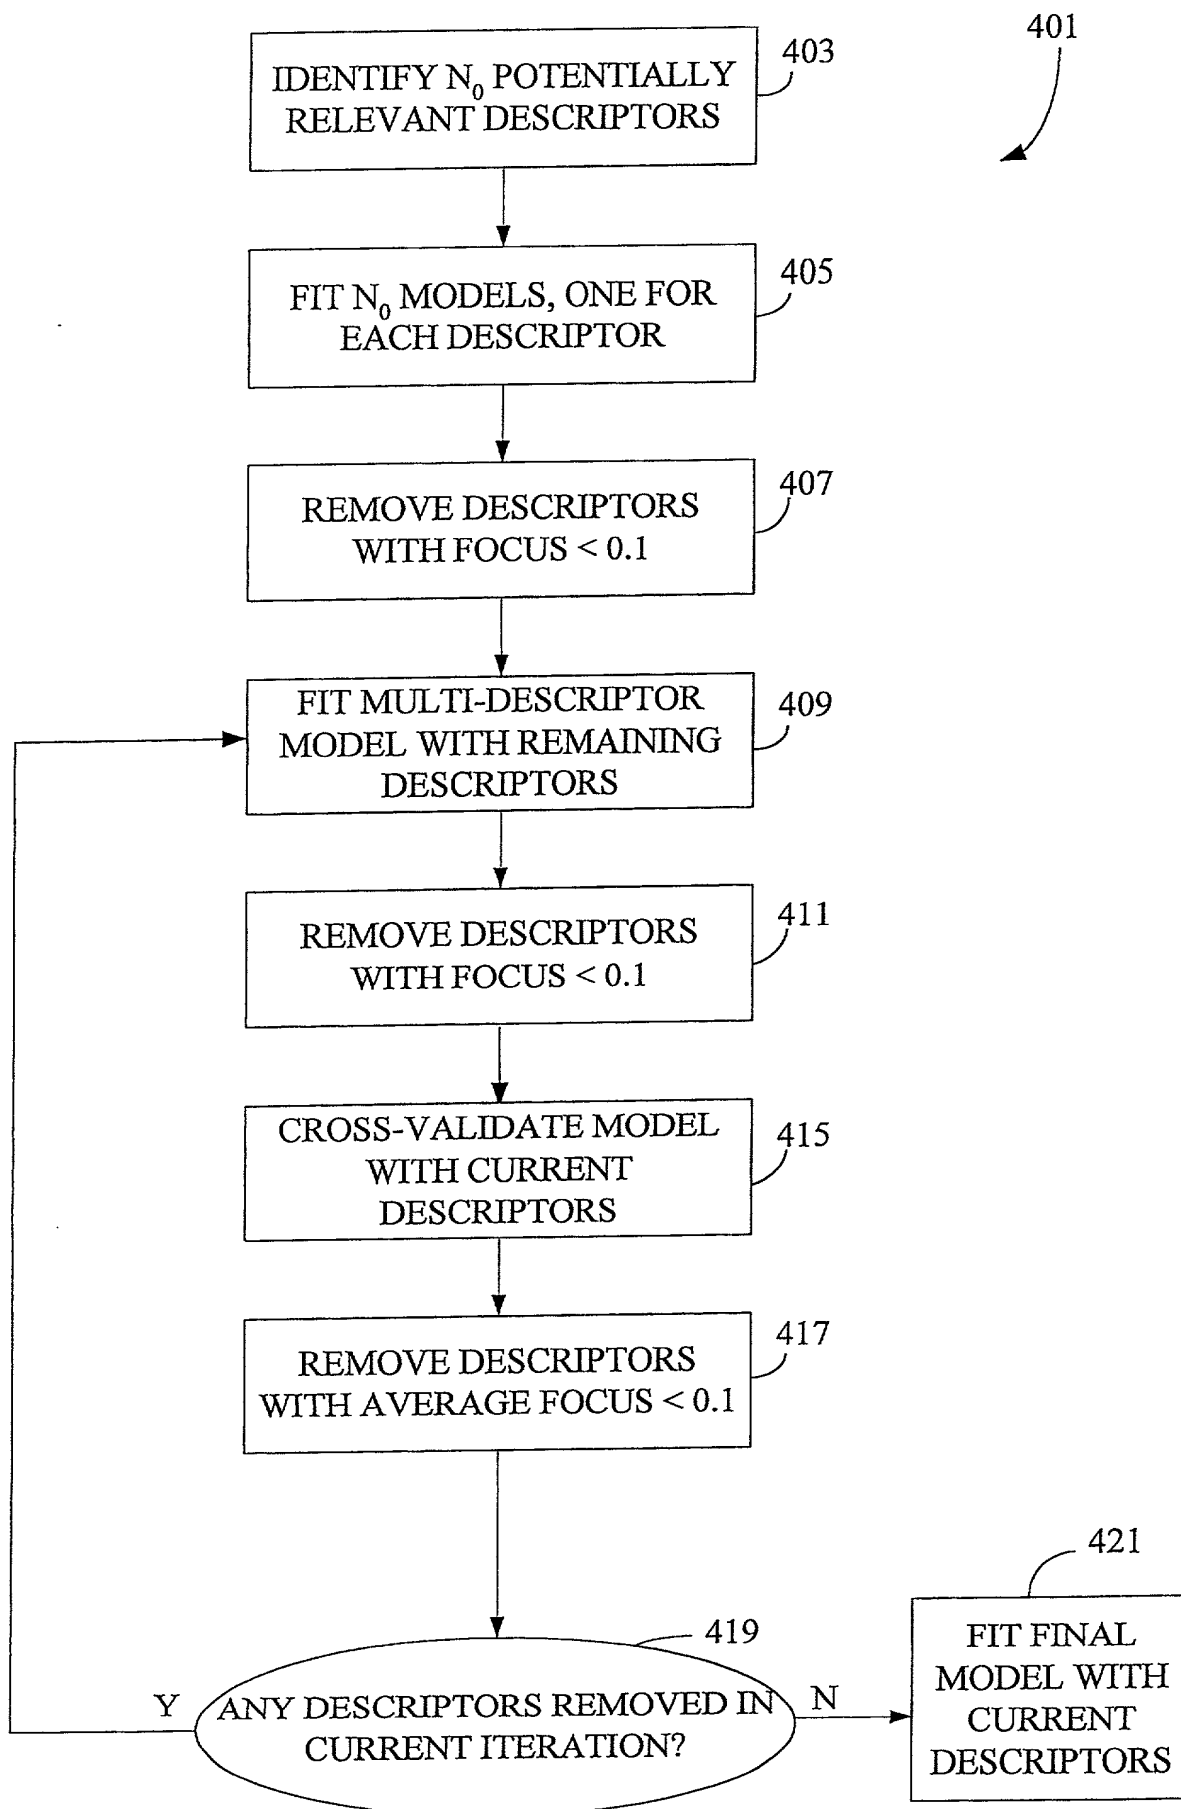 401
403
IDENTIFY N₀ POTENTIALLY
RELEVANT DESCRIPTORS
405
FIT N₀ MODELS, ONE FOR
EACH DESCRIPTOR
407
REMOVE DESCRIPTORS
WITH FOCUS < 0.1
409
FIT MULTI-DESCRIPTOR
MODEL WITH REMAINING
DESCRIPTORS
411
REMOVE DESCRIPTORS
WITH FOCUS < 0.1
415
CROSS-VALIDATE MODEL
WITH CURRENT
DESCRIPTORS
417
REMOVE DESCRIPTORS
WITH AVERAGE FOCUS < 0.1
419
ANY DESCRIPTORS REMOVED IN
CURRENT ITERATION?
Y
N
421
FIT FINAL
MODEL WITH
CURRENT
DESCRIPTORS